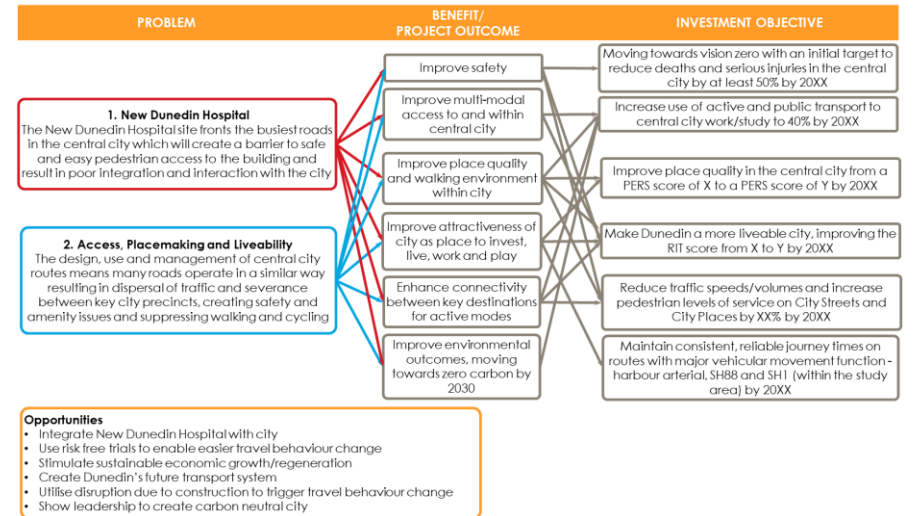 PROBLEM
BENEFIT/
PROJECT OUTCOME
INVESTMENT OBJECTIVE
1. New Dunedin Hospital
The New Dunedin Hospital site fronts the busiest roads
in the central city which will create a barrier to safe
and easy pedestrian access to the building and
result in poor integration and interaction with the city
2. Access, Placemaking and Liveability
The design, use and management of central city
routes means many roads operate in a similar way
resulting in dispersal of traffic and severance
between key city precincts, creating safety and
amenity issues and suppressing walking and cycling
Improve safety
Improve multi-modal
access to and within
central city
Improve place quality
and walking environment
within city
Improve attractiveness of
city as place to invest,
live, work and play
Enhance connectivity
between key destinations
for active modes
Improve environmental
outcomes, moving
towards zero carbon by
2030
Moving towards vision zero with an initial target to
reduce deaths and serious injuries in the central
city by at least 50% by 20XX
Increase use of active and public transport to
central city work/study to 40% by 20XX
Improve place quality in the central city from a
PERS score of X to a PERS score of Y by 20XX
Make Dunedin a more liveable city, improving the
RIT score from X to Y by 20XX
Reduce traffic speeds/volumes and increase
pedestrian levels of service on City Streets and
City Places by XX% by 20XX
Maintain consistent, reliable journey times on
routes with major vehicular movement function -
harbour arterial, SH88 and SH1 (within the study
area) by 20XX
Opportunities
• Integrate New Dunedin Hospital with city
• Use risk free trials to enable easier travel behaviour change
• Stimulate sustainable economic growth/regeneration
• Create Dunedin's future transport system
• Utilise disruption due to construction to trigger travel behaviour change
• Show leadership to create carbon neutral city